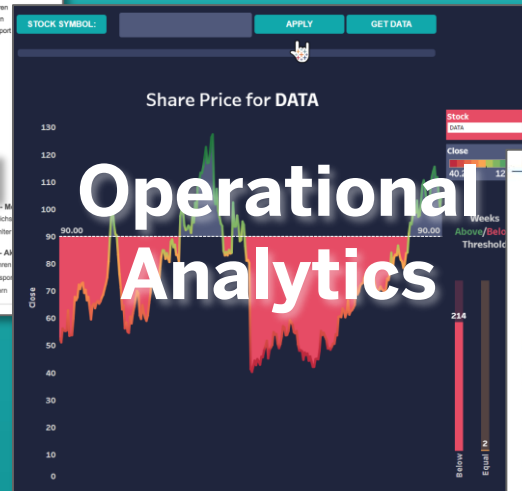 STOCK SYMBOL:
APPLY
GET DATA
Share Price for DATA
Stock
DATA
Close
40.
12
Operational
Analytics
130
120
110
100
90
80
70
60
50
40
30
20
10
0
Close
90.00
90.00
Weeks
Above/Belo
Threshold
214
2
Below
Equal